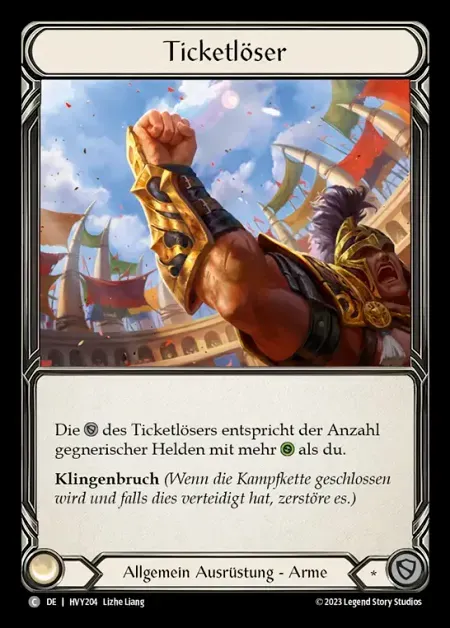 Ticketlöser
Die des Ticketlösers entspricht der Anzahl
gegnerischer Helden mit mehr als du.
Klingenbruch (Wenn die Kampfkette geschlossen
wird und falls dies verteidigt hat, zerstöre es.)
Allgemein Ausrüstung - Arme
*
C DE | HVY204 Lizhe Liang
© 2023 Legend Story Studios